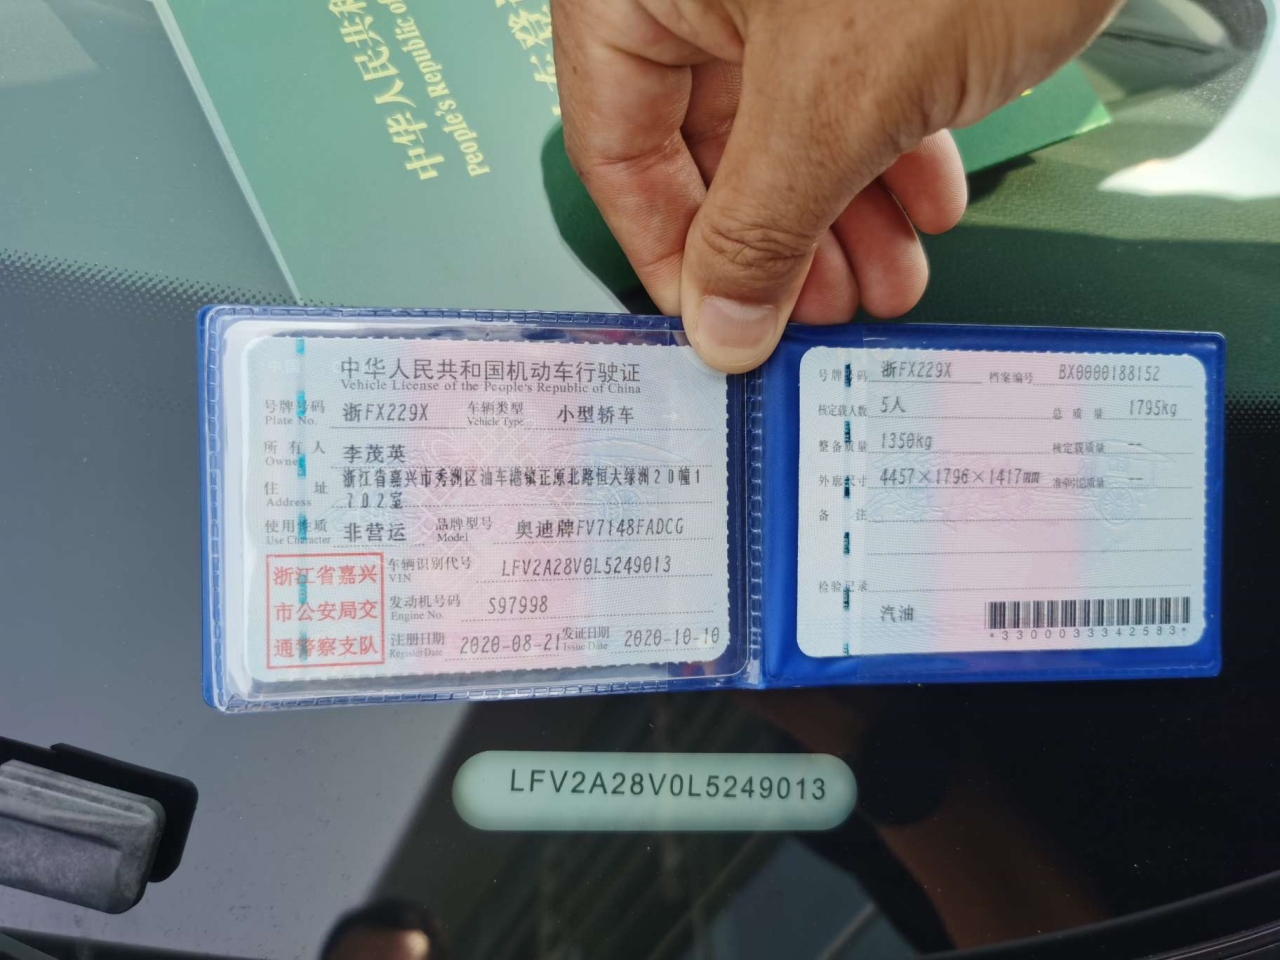 中华人民共和
People's Republic of
中华人民共和国机动车行驶证
Vehicle License of the People's Republic of China
号牌号码 浙FX229X 车辆类型 小型轿车
Plate No. Vehicle Type
所有人 李茂英
Owner
住址 浙江省嘉兴市秀洲区油车港镇正原北路恒大绿洲20幢1
Address 202室
使用性质 非营运 品牌型号 奥迪牌FV7148FADCG
Use Character Model
浙江省嘉兴
市公安局交
通警察支队
车辆识别代号 LFV2A28V0L5249013
VIN
发动机号码 S97998
Engine No.
注册日期 2020-08-21 发证日期 2020-10-10
Register Date Issue Date
号牌号码 浙FX229X 档案编号 BX0000188152
核定载人数 5人 总质量 1795kg
整备质量 1350kg 核定载质量 --
外廓尺寸 4457×1796×1417mm 准牵引总质量 --
备注
检验记录
汽油
*3300033342583*
LFV2A28V0L5249013